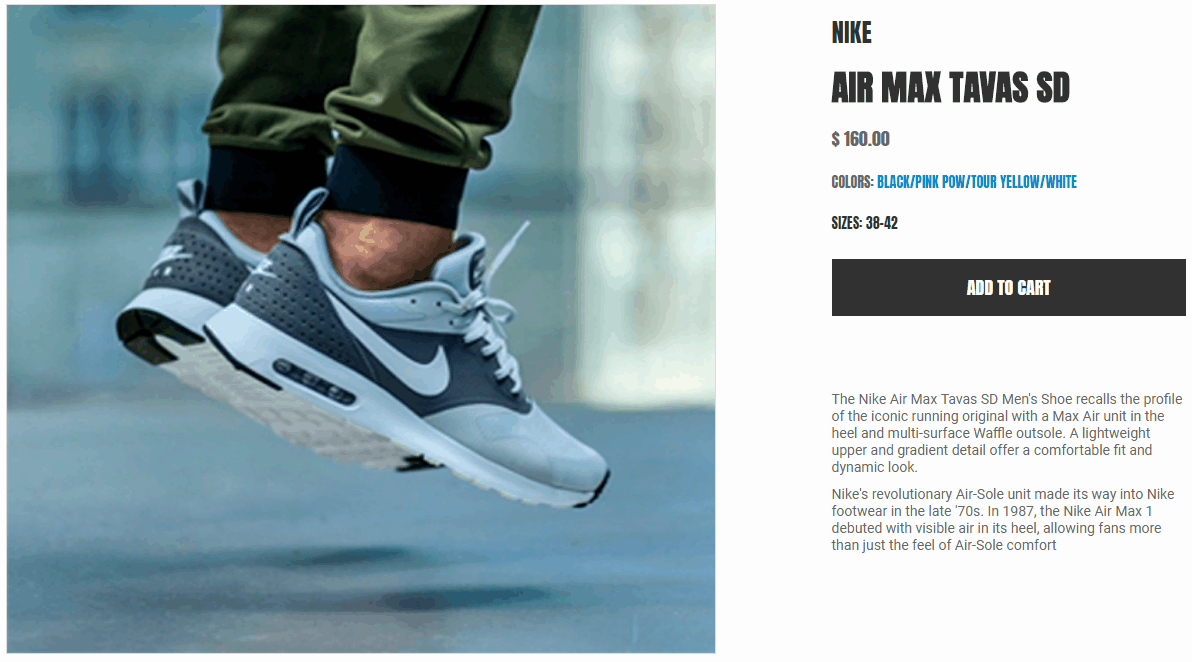 NIKE
AIR MAX TAVAS SD
$ 160.00
COLORS: BLACK/PINK POW/TOUR YELLOW/WHITE
SIZES: 38-42
ADD TO CART
The Nike Air Max Tavas SD Men's Shoe recalls the profile
of the iconic running original with a Max Air unit in the
heel and multi-surface Waffle outsole. A lightweight
upper and gradient detail offer a comfortable fit and
dynamic look.
Nike's revolutionary Air-Sole unit made its way into Nike
footwear in the late '70s. In 1987, the Nike Air Max 1
debuted with visible air in its heel, allowing fans more
than just the feel of Air-Sole comfort